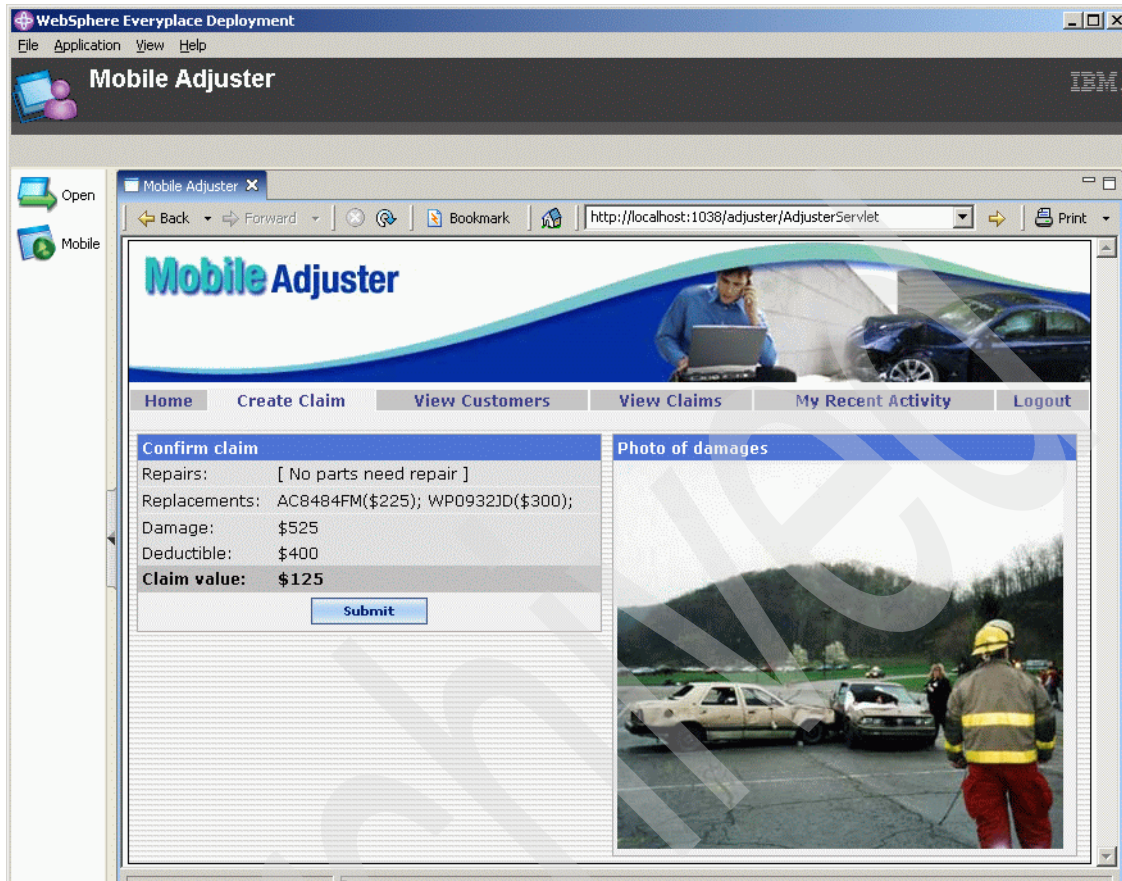 WebSphere Everyplace Deployment
File Application View Help
Mobile Adjuster
IBM.
Open
Mobile
Mobile Adjuster
Back Forward Bookmark http://localhost:1038/adjuster/AdjusterServlet Print
Mobile Adjuster
Home Create Claim View Customers View Claims My Recent Activity Logout
Confirm claim
Repairs: [ No parts need repair ]
Replacements: AC8484FM($225); WP0932JD($300);
Damage: $525
Deductible: $400
Claim value: $125
Submit
Photo of damages